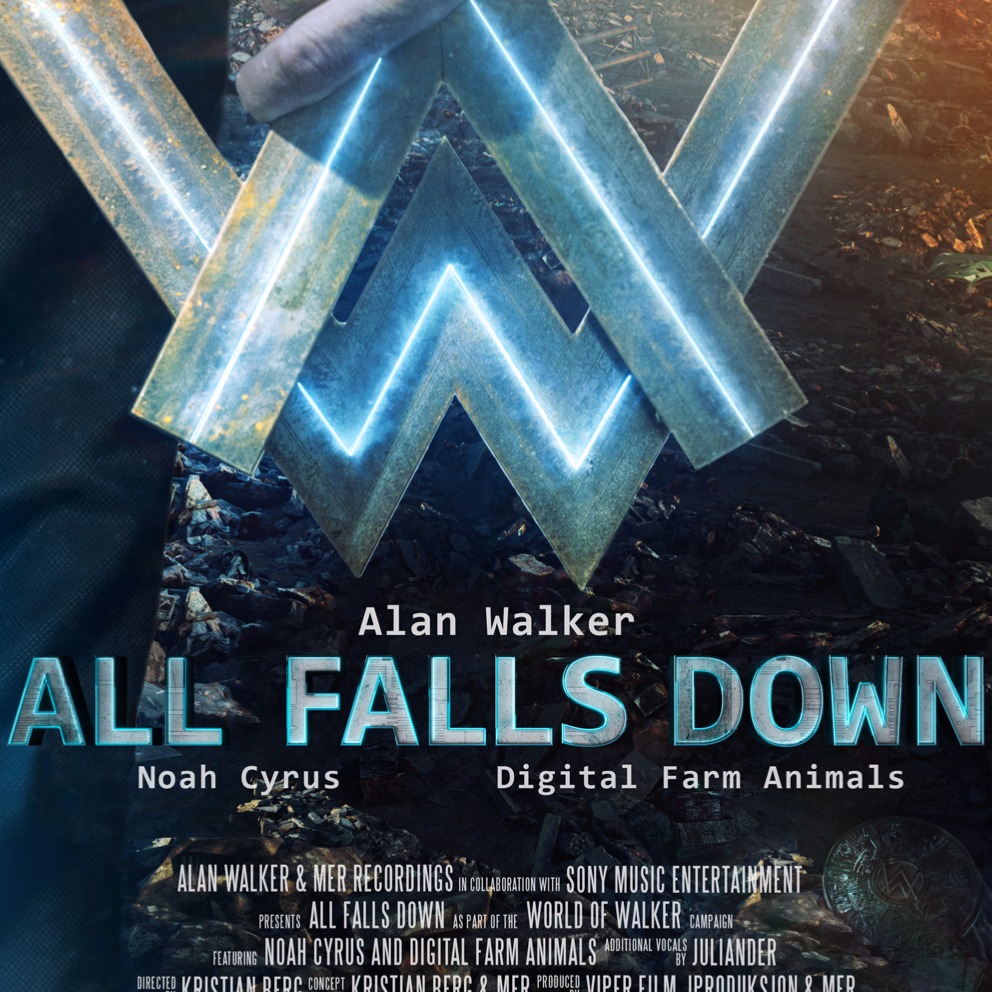 Alan Walker
ALL FALLS DOWN
Noah Cyrus Digital Farm Animals
ALAN WALKER & MER RECORDINGS IN COLLABORATION WITH SONY MUSIC ENTERTAINMENT
PRESENTS ALL FALLS DOWN AS PART OF THE WORLD OF WALKER CAMPAIGN
FEATURING NOAH CYRUS AND DIGITAL FARM ANIMALS ADDITIONAL VOCALS BY JULIANDER
DIRECTED BY KRISTIAN BERG CONCEPT KRISTIAN BERG & MER PRODUCED BY VIPER FILM, JPRODUKSJON & MER